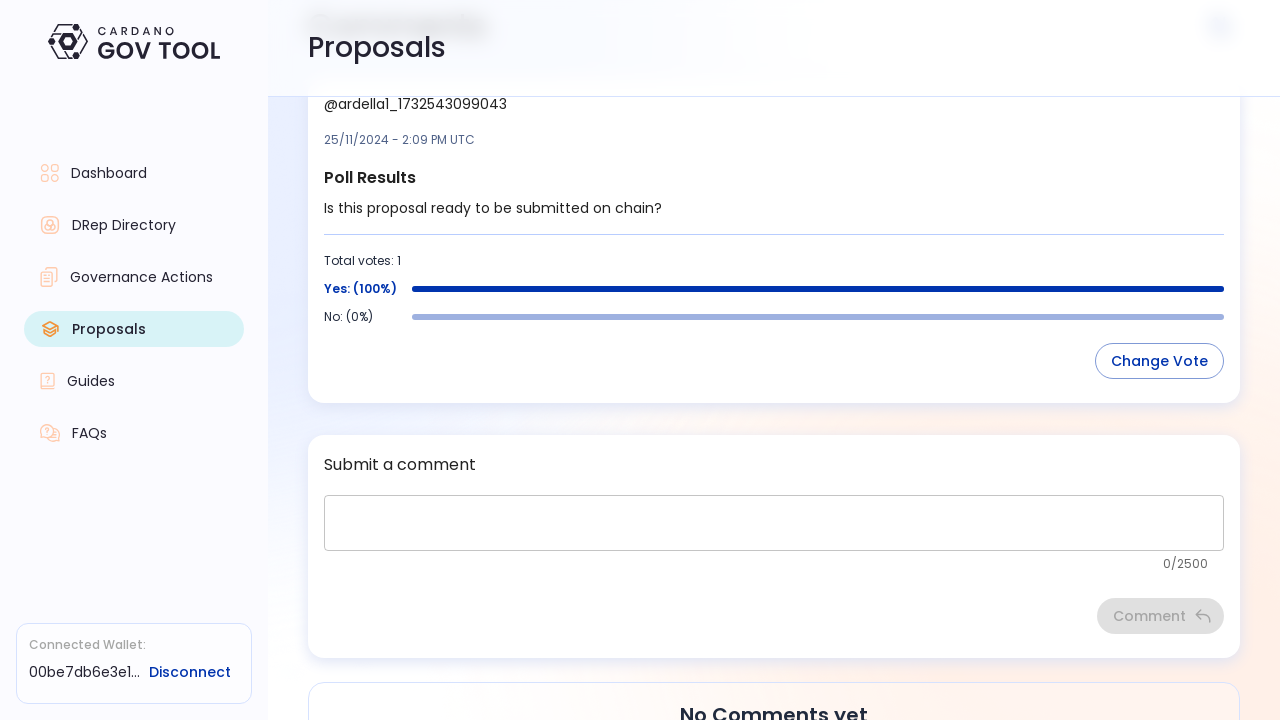 CARDANO
GOV TOOL
Dashboard
DRep Directory
Governance Actions
Proposals
Guides
FAQs
Connected Wallet:
00be7db6e3e1... Disconnect
Proposals
@ardella1_1732543099043
25/11/2024 - 2:09 PM UTC
Poll Results
Is this proposal ready to be submitted on chain?
Total votes: 1
Yes: (100%)
No: (0%)
Change Vote
Submit a comment
0/2500
Comment
No Comments yet